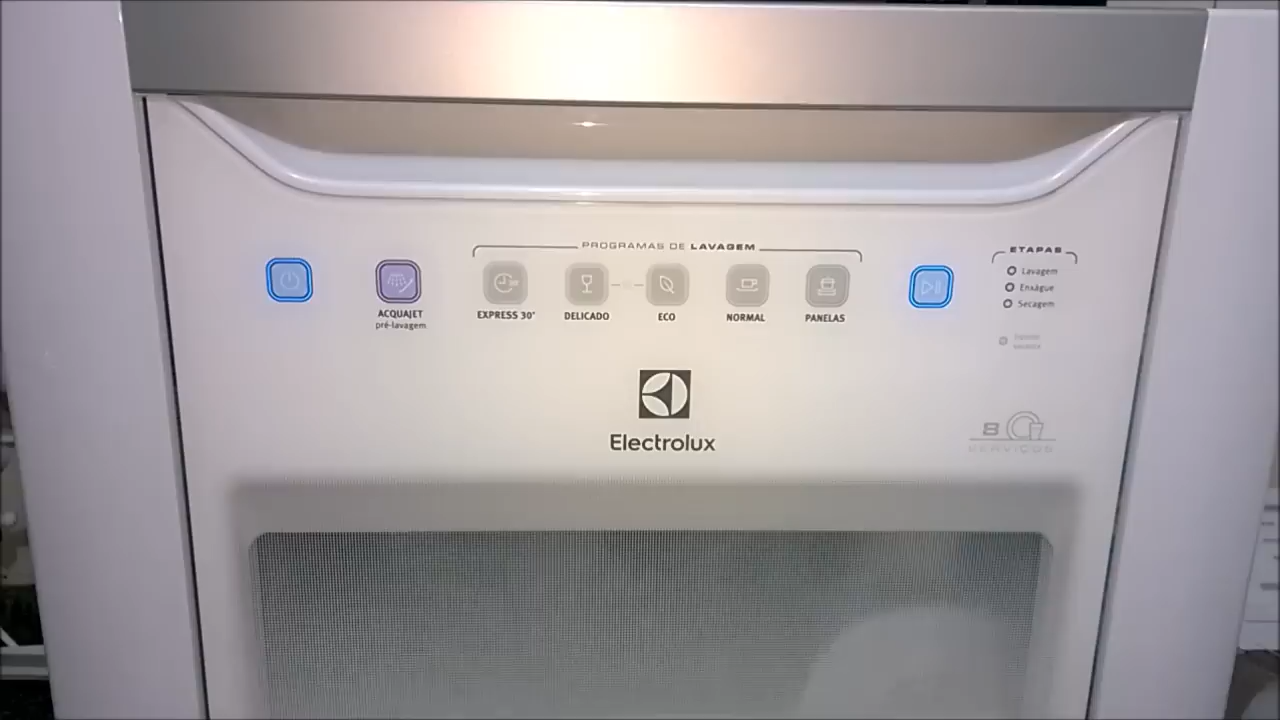 PROGRAMAS DE LAVAGEM
ETAPAS
Lavagem
Enxágue
Secagem
ACQUAJET
pré-lavagem
EXPRESS 30'
DELICADO
ECO
NORMAL
PANELAS
Electrolux
8
SERVIÇOS